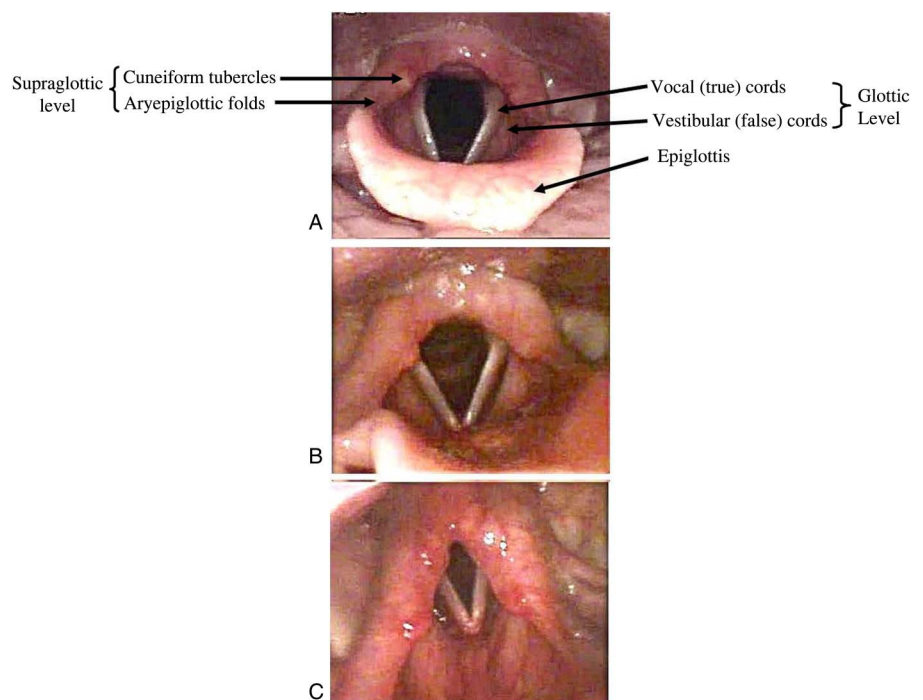 Supraglottic
level
Cuneiform tubercles
Aryepiglottic folds
Vocal (true) cords
Vestibular (false) cords
Glottic
Level
Epiglottis
A
B
C